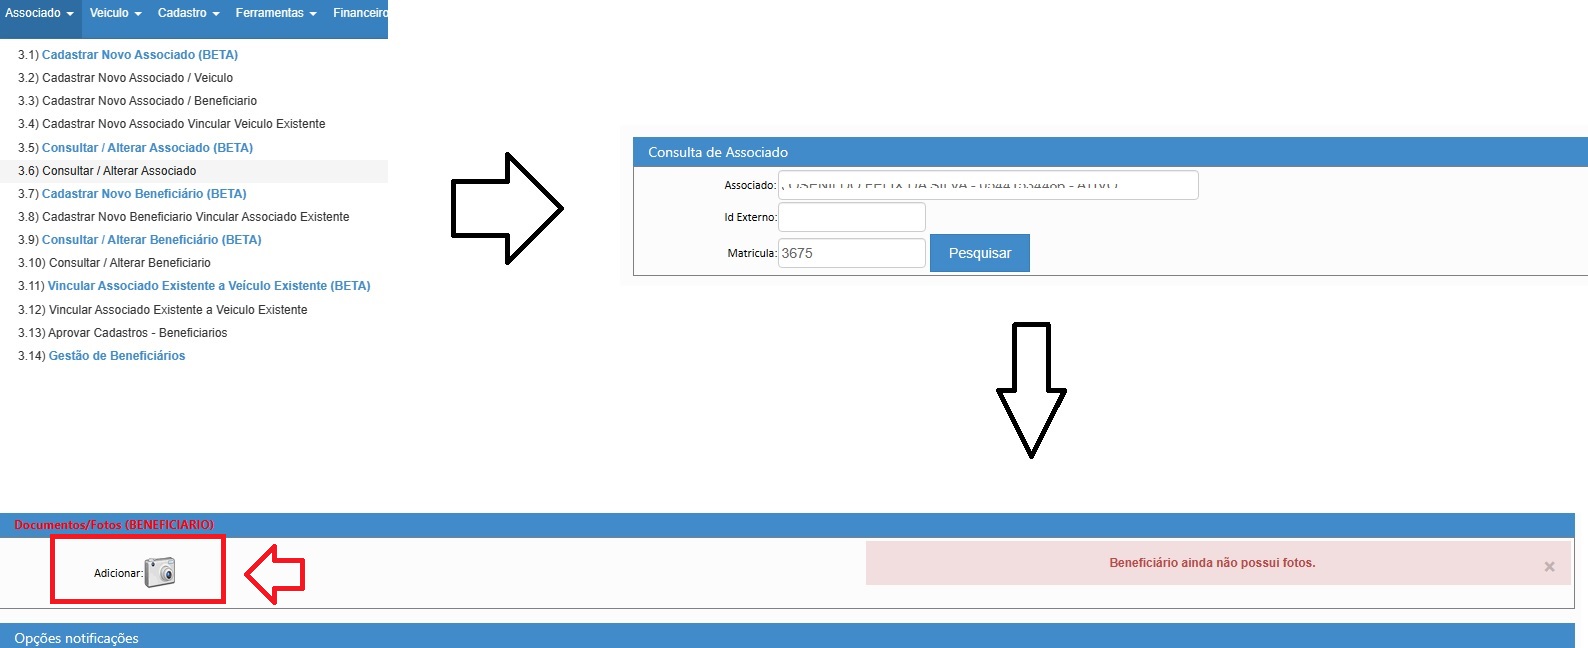 Associado Veiculo Cadastro Ferramentas Financeiro
3.1) Cadastrar Novo Associado (BETA)
3.2) Cadastrar Novo Associado / Veiculo
3.3) Cadastrar Novo Associado / Beneficiario
3.4) Cadastrar Novo Associado Vincular Veiculo Existente
3.5) Consultar / Alterar Associado (BETA)
3.6) Consultar / Alterar Associado
3.7) Cadastrar Novo Beneficiário (BETA)
3.8) Cadastrar Novo Beneficiario Vincular Associado Existente
3.9) Consultar / Alterar Beneficiário (BETA)
3.10) Consultar / Alterar Beneficiario
3.11) Vincular Associado Existente a Veículo Existente (BETA)
3.12) Vincular Associado Existente a Veiculo Existente
3.13) Aprovar Cadastros - Beneficiarios
3.14) Gestão de Beneficiários
Consulta de Associado
Associado:
Id Externo:
Matricula: 3675 Pesquisar
Documentos/Fotos (BENEFICIARIO)
Adicionar:
Beneficiário ainda não possui fotos. ×
Opções notificações